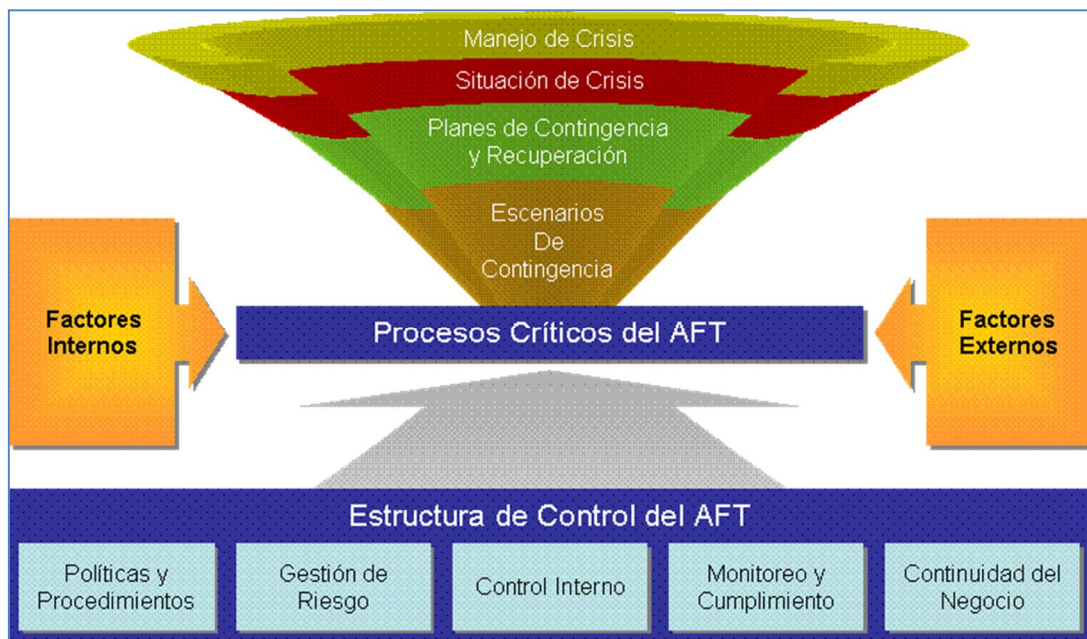 Manejo de Crisis
Situación de Crisis
Planes de Contingencia
y Recuperación
Escenarios
De
Contingencia
Factores
Internos
Procesos Críticos del AFT
Factores
Externos
Estructura de Control del AFT
Políticas y
Procedimientos
Gestión de
Riesgo
Control Interno
Monitoreo y
Cumplimiento
Continuidad del
Negocio